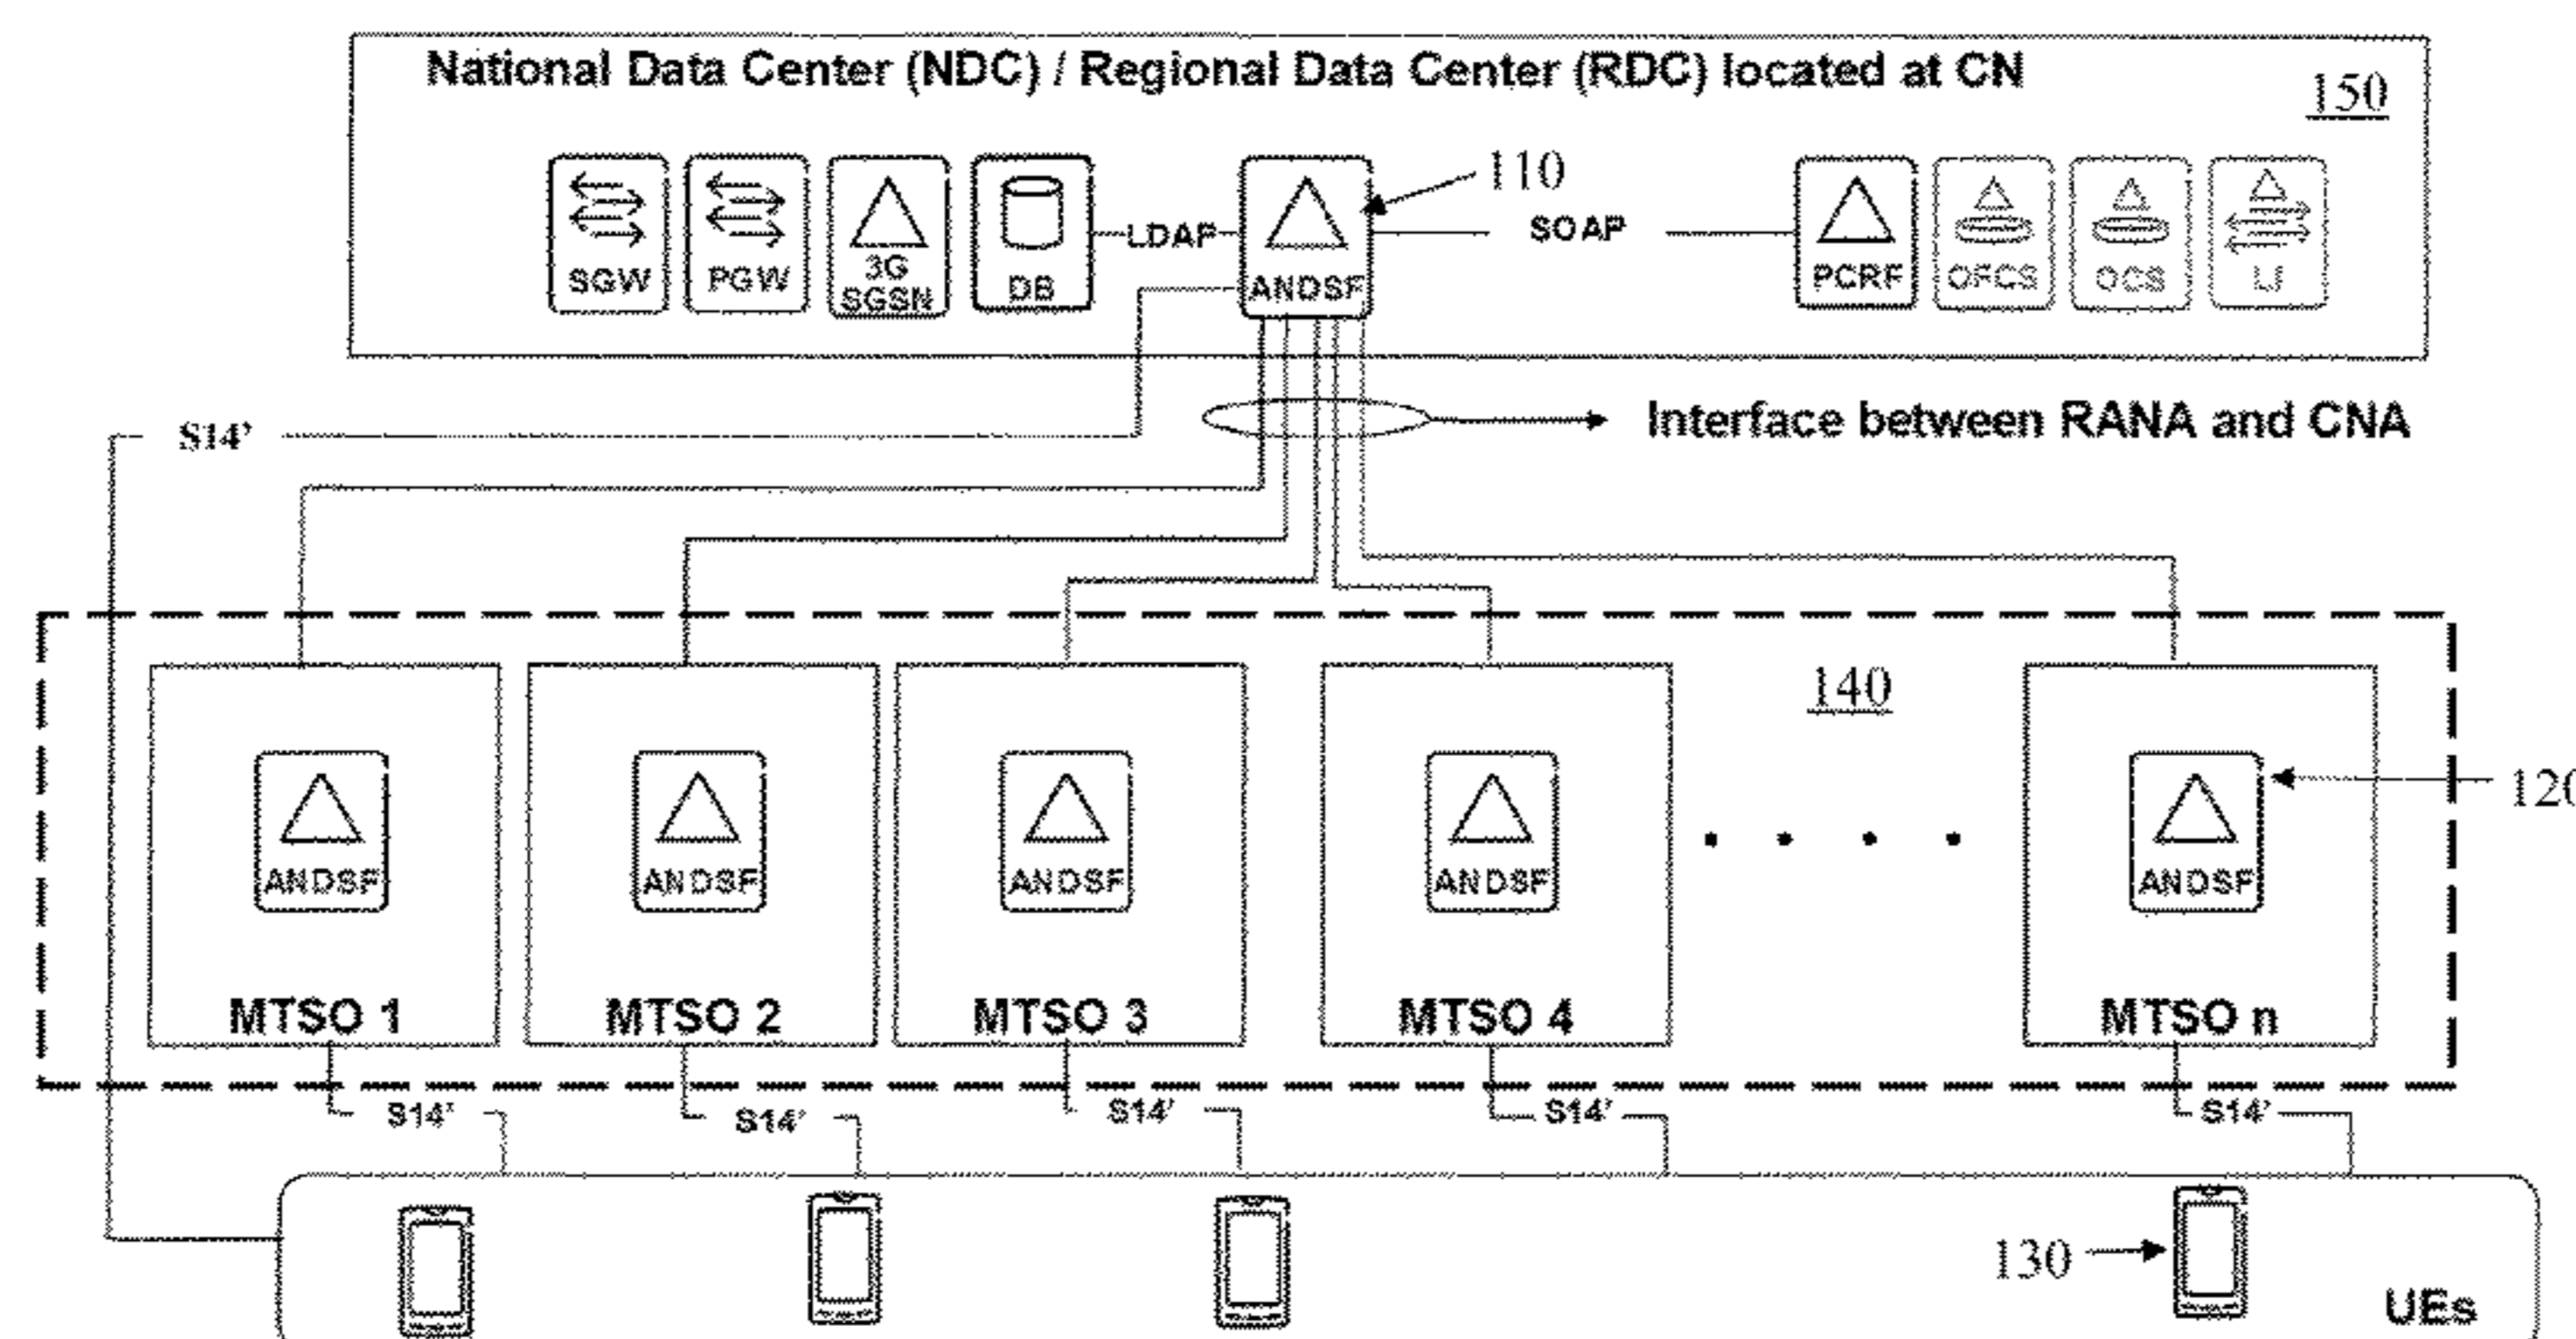 National Data Center (NDC) / Regional Data Center (RDC) located at CN
150
110
LDAP
SOAP
SGW
PGW
3G
SGSN
DB
ANDSF
PCRF
OFCS
OCS
LI
S14'
Interface between RANA and CNA
140
120
ANDSF
ANDSF
ANDSF
ANDSF
ANDSF
MTSO 1
MTSO 2
MTSO 3
MTSO 4
MTSO n
S14'
S14'
S14'
S14'
S14'
130
UEs